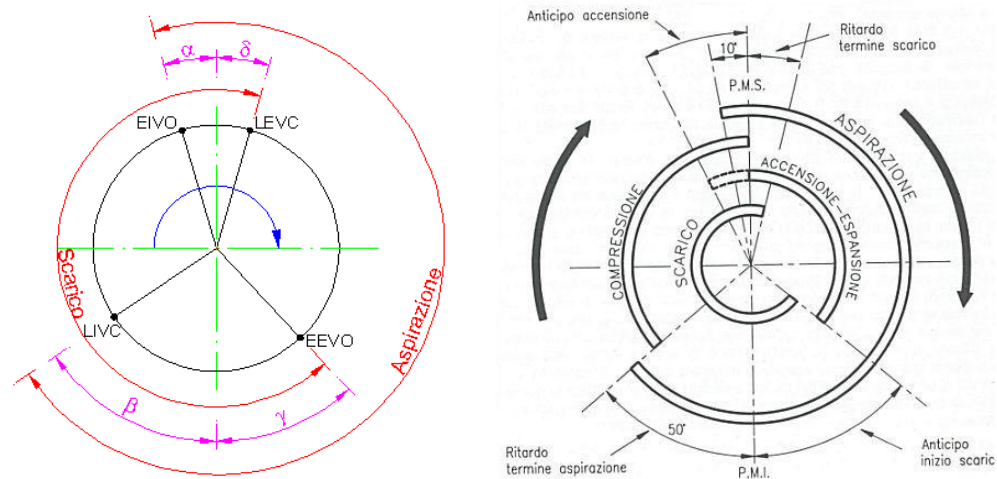 α
δ
EIVO
LEVC
Scarico
Aspirazione
LIVC
EEVO
β
γ
Anticipo accensione
Ritardo
termine scarico
10°
P.M.S.
ASPIRAZIONE
ACCENSIONE-ESPANSIONE
COMPRESSIONE
SCARICO
50°
Ritardo
termine aspirazione
P.M.I.
Anticipo
inizio scarico